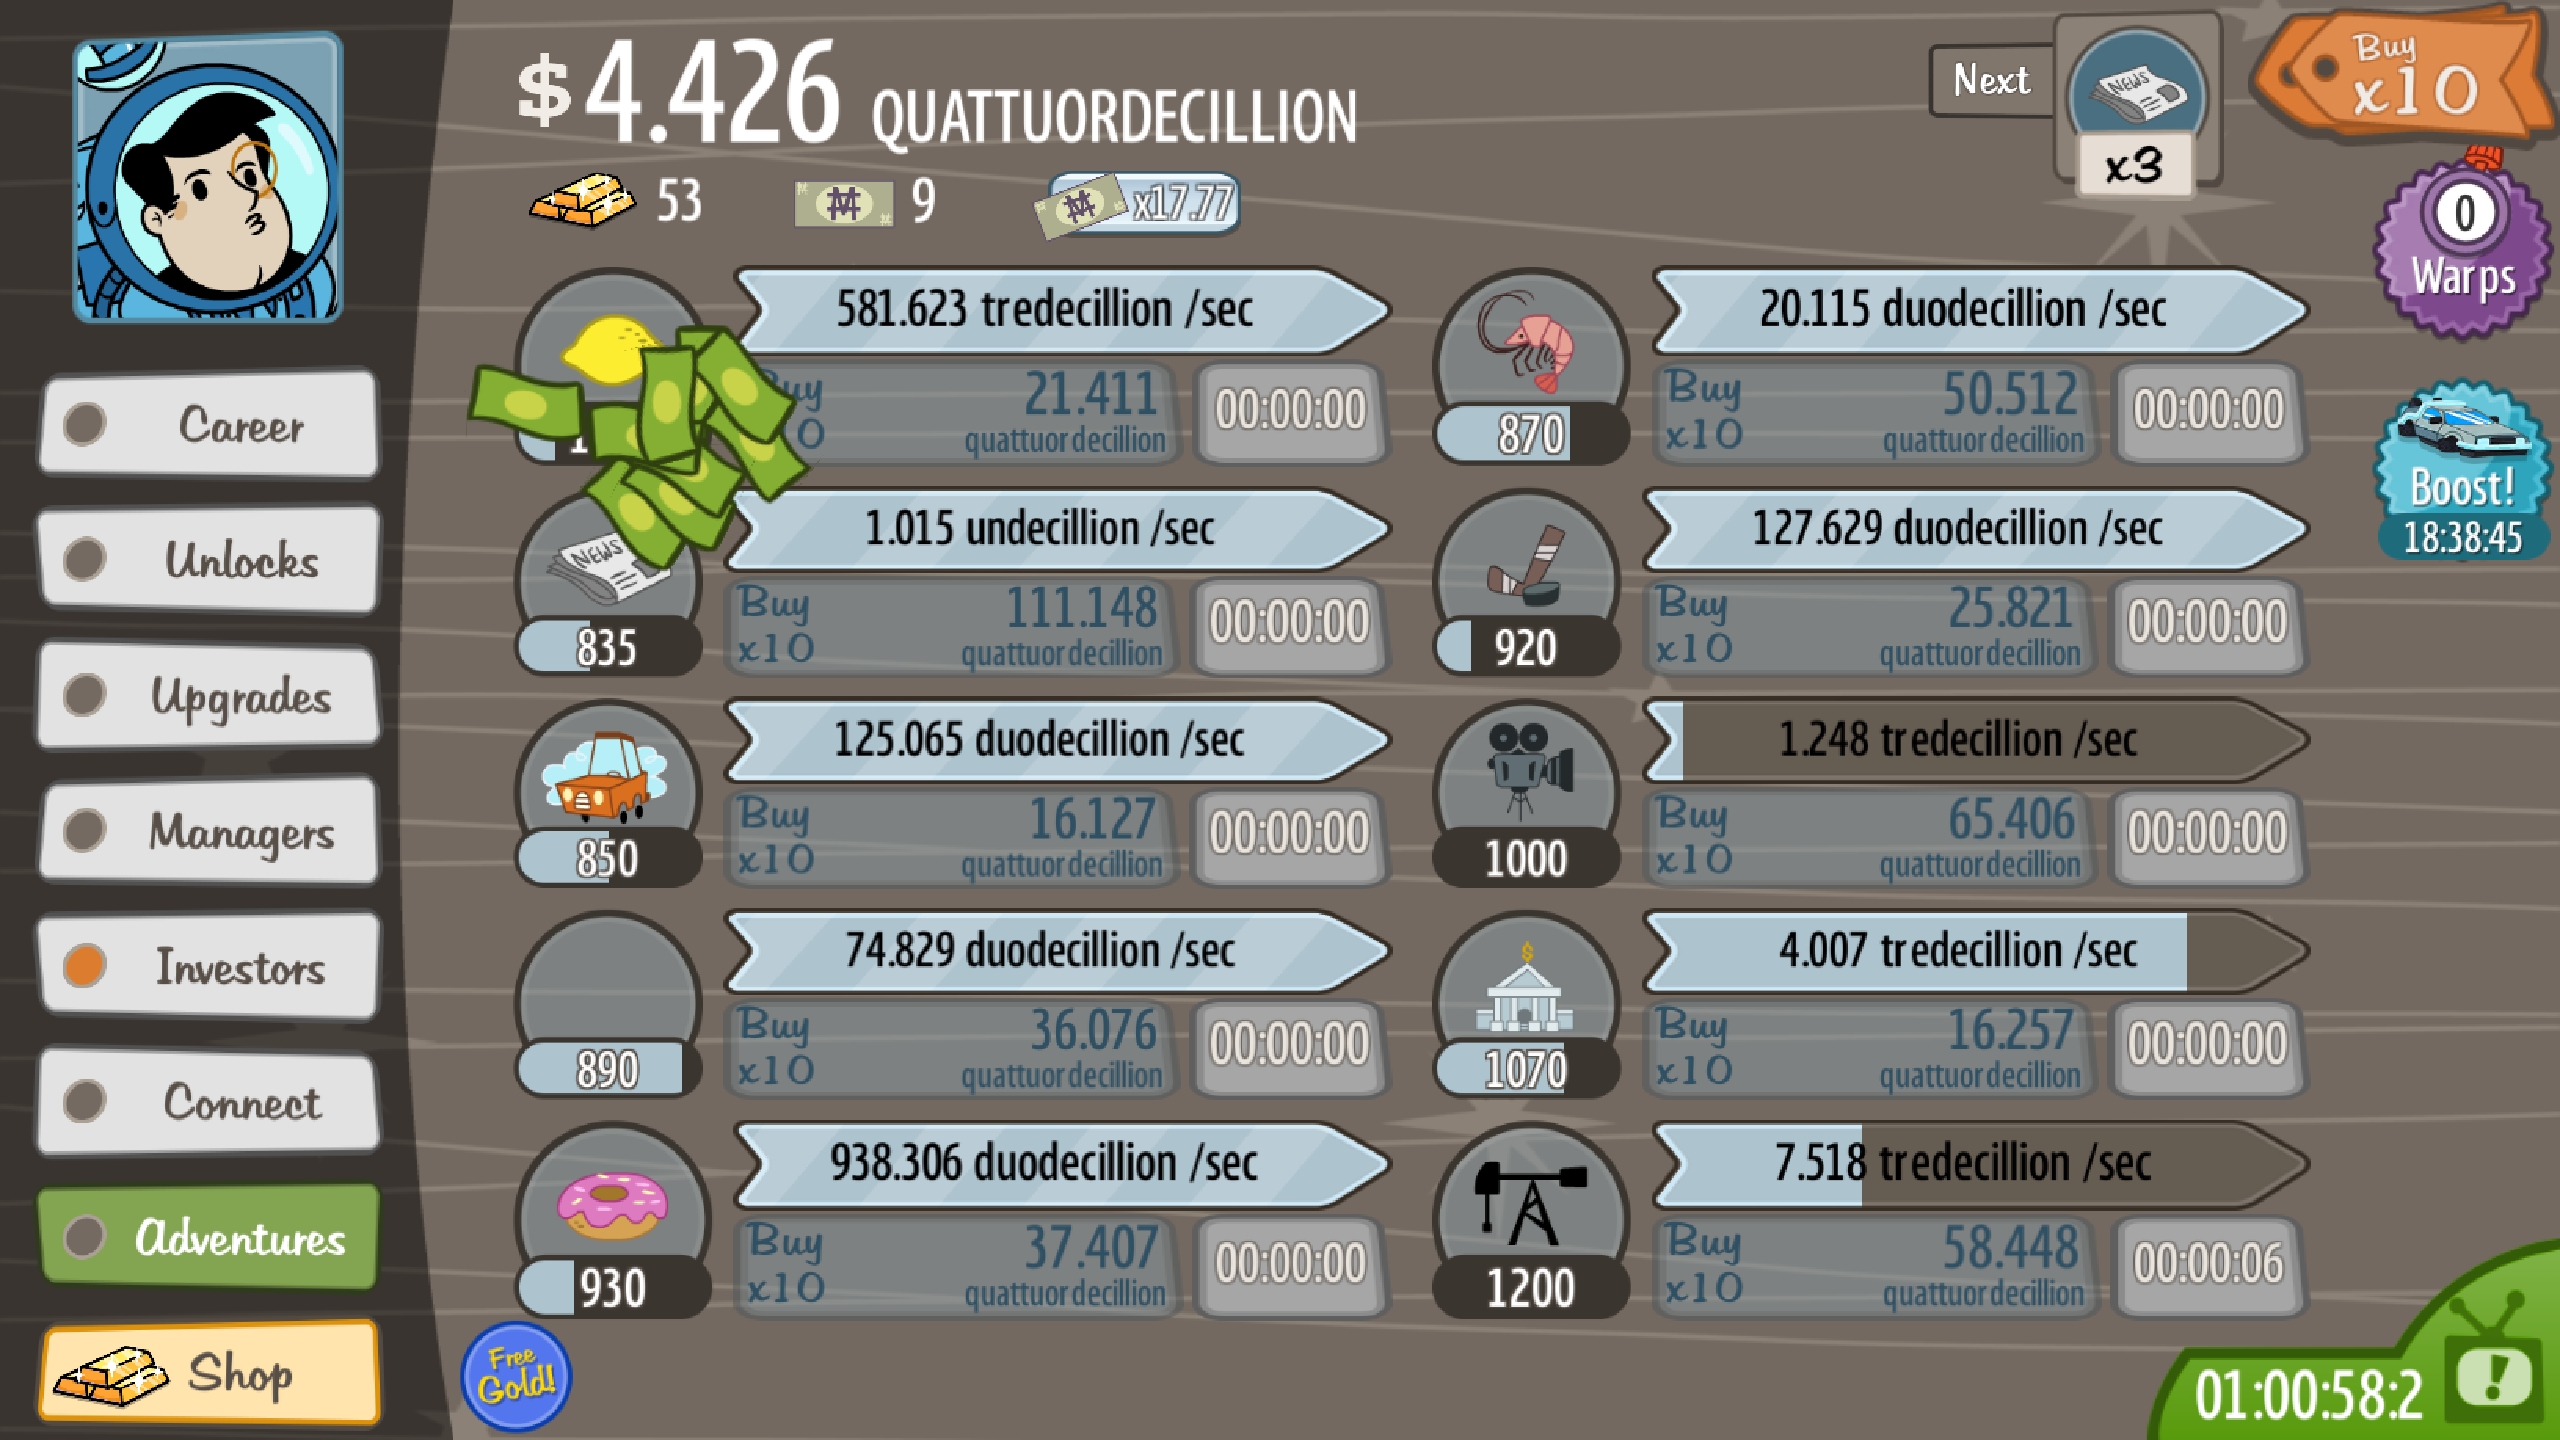 $4.426 QUATTUORDECILLION
Next
x3
Buy
x10
53
9
x17.77
0
Warps
Boost!
18:38:45
Career
Unlocks
Upgrades
Managers
Investors
Connect
Adventures
Shop
581.623 tredecillion /sec
21.411
quattuordecillion
00:00:00
NEWS
835
1.015 undecillion /sec
Buy
x10
111.148
quattuordecillion
00:00:00
850
125.065 duodecillion /sec
Buy
x10
16.127
quattuordecillion
00:00:00
890
74.829 duodecillion /sec
Buy
x10
36.076
quattuordecillion
00:00:00
930
938.306 duodecillion /sec
Buy
x10
37.407
quattuordecillion
00:00:00
870
20.115 duodecillion /sec
Buy
x10
50.512
quattuordecillion
00:00:00
920
127.629 duodecillion /sec
Buy
x10
25.821
quattuordecillion
00:00:00
1000
1.248 tredecillion /sec
Buy
x10
65.406
quattuordecillion
00:00:00
1070
4.007 tredecillion /sec
Buy
x10
16.257
quattuordecillion
00:00:00
1200
7.518 tredecillion /sec
Buy
x10
58.448
quattuordecillion
00:00:06
Free
Gold!
01:00:58:2